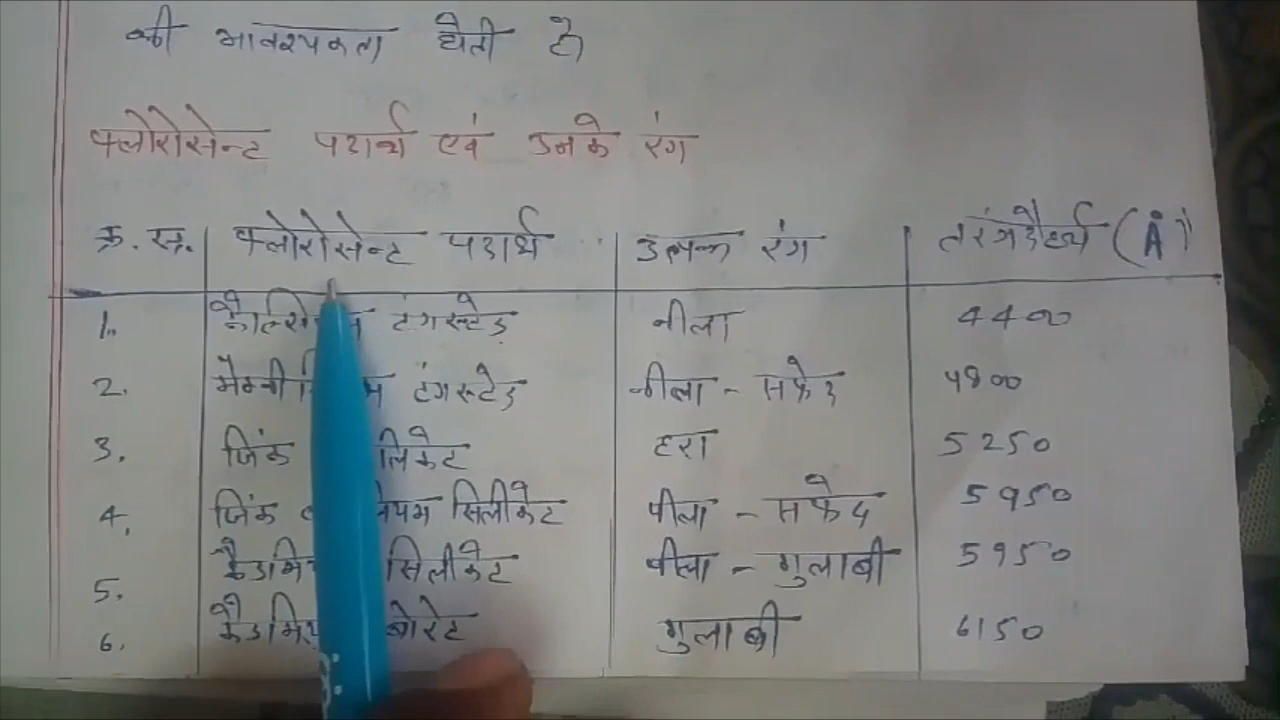 की आवश्यकता होती है
फ्लोरोसेन्ट पदार्थ एवं उनके रंग
क्र. स. फ्लोरोसेन्ट पदार्थ उत्पन्न रंग तरंगदैर्ध्य (Å)
1. टंगस्टेड नीला 4400
2. टंगस्टेड नीला - सफेद 4800
3. जिंक हरा 5250
4. जिंक सिलीकेट पीला - सफेद 5950
5. सिलीकेट पीला - गुलाबी 5950
6. बोरेट गुलाबी 6150